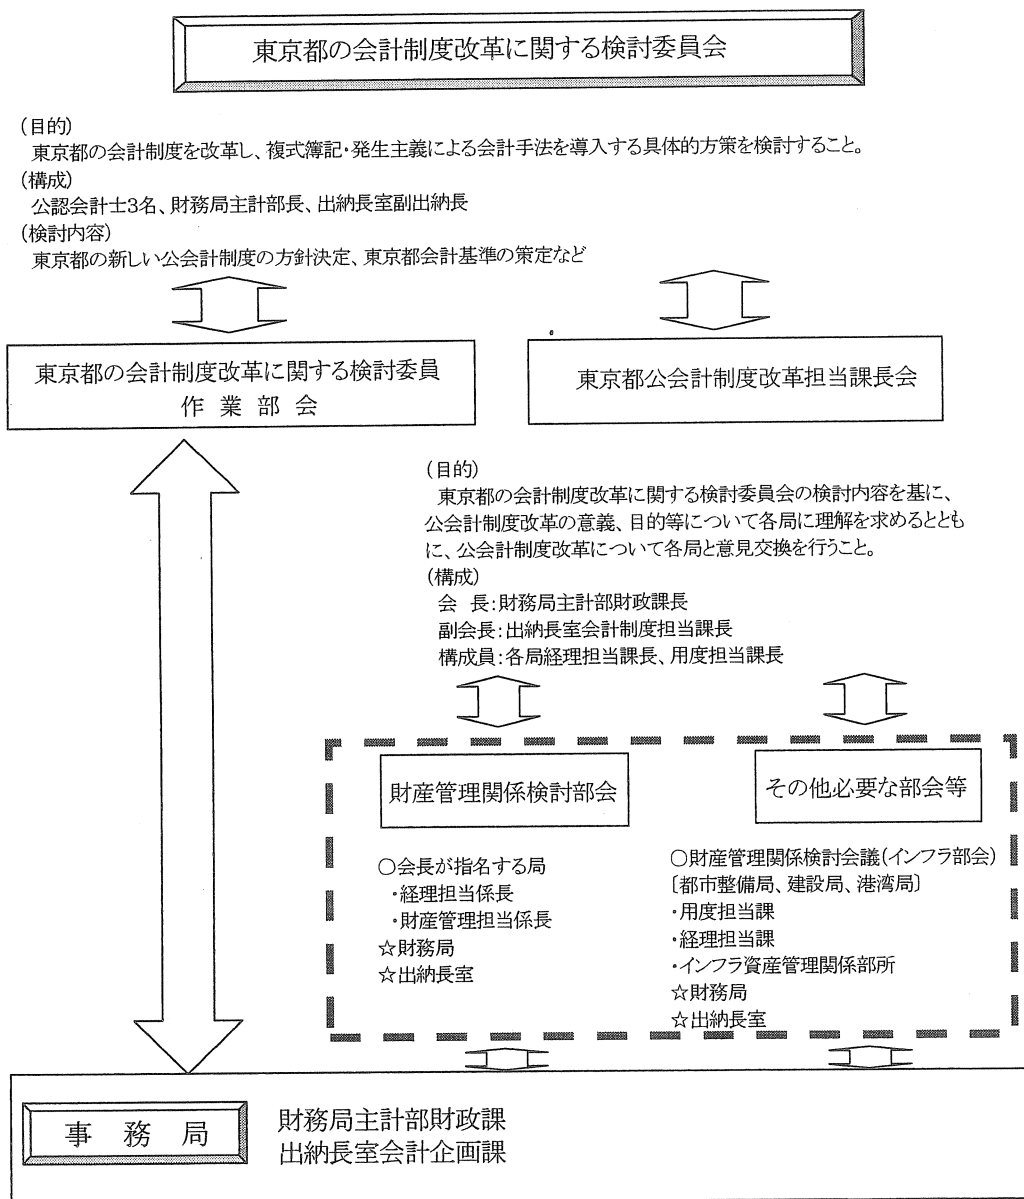 東京都の会計制度改革に関する検討委員会
(目的)
東京都の会計制度を改革し、複式簿記・発生主義による会計手法を導入する具体的方策を検討すること。
(構成)
公認会計士3名、財務局主計部長、出納長室副出納長
(検討内容)
東京都の新しい公会計制度の方針決定、東京都会計基準の策定など
東京都の会計制度改革に関する検討委員
作 業 部 会
東京都公会計制度改革担当課長会
(目的)
東京都の会計制度改革に関する検討委員会の検討内容を基に、
公会計制度改革の意義、目的等について各局に理解を求めるととも
に、公会計制度改革について各局と意見交換を行うこと。
(構成)
会 長:財務局主計部財政課長
副会長:出納長室会計制度担当課長
構成員:各局経理担当課長、用度担当課長
財産管理関係検討部会
○会長が指名する局
・経理担当係長
・財産管理担当係長
☆財務局
☆出納長室
その他必要な部会等
○財産管理関係検討会議(インフラ部会)
〔都市整備局、建設局、港湾局〕
・用度担当課
・経理担当課
・インフラ資産管理関係部所
☆財務局
☆出納長室
事 務 局
財務局主計部財政課
出納長室会計企画課